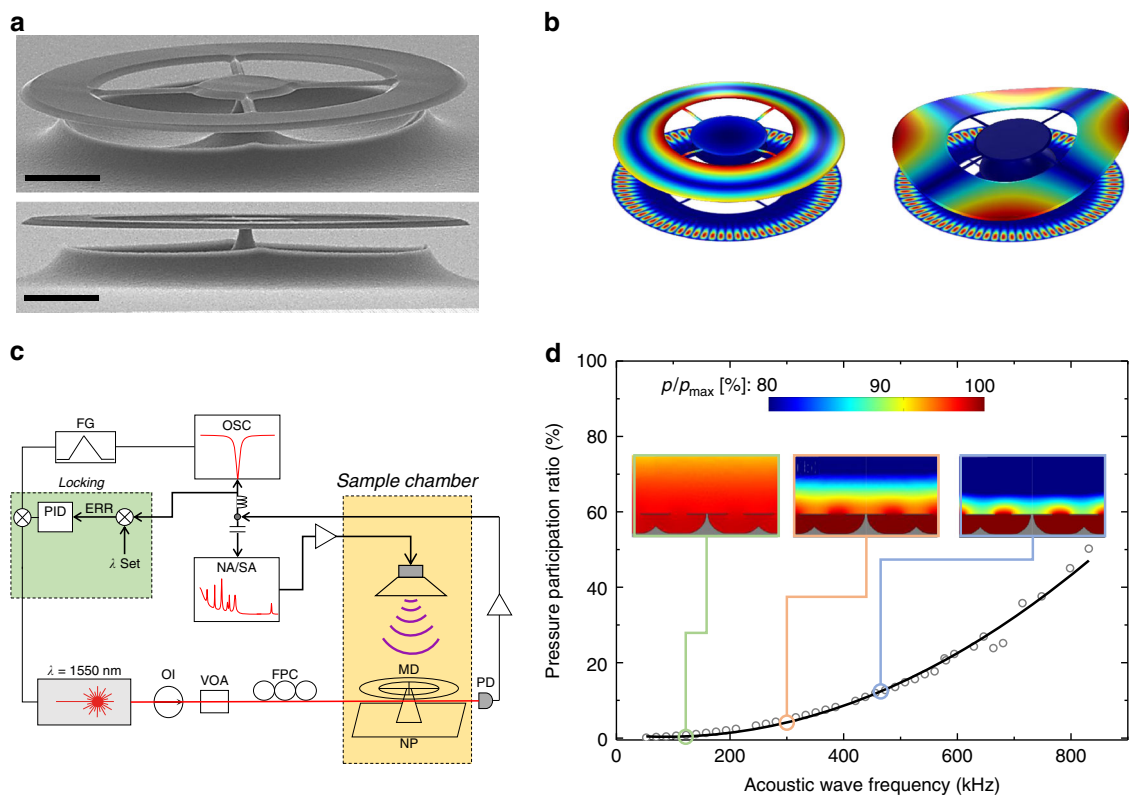 a
b
c
FG
OSC
Locking
PID
ERR
λ Set
NA/SA
Sample chamber
λ = 1550 nm
OI
VOA
FPC
MD
NP
PD
d
Pressure participation ratio (%)
100
80
60
40
20
0
p/pmax [%]: 80 90 100
0 200 400 600 800
Acoustic wave frequency (kHz)